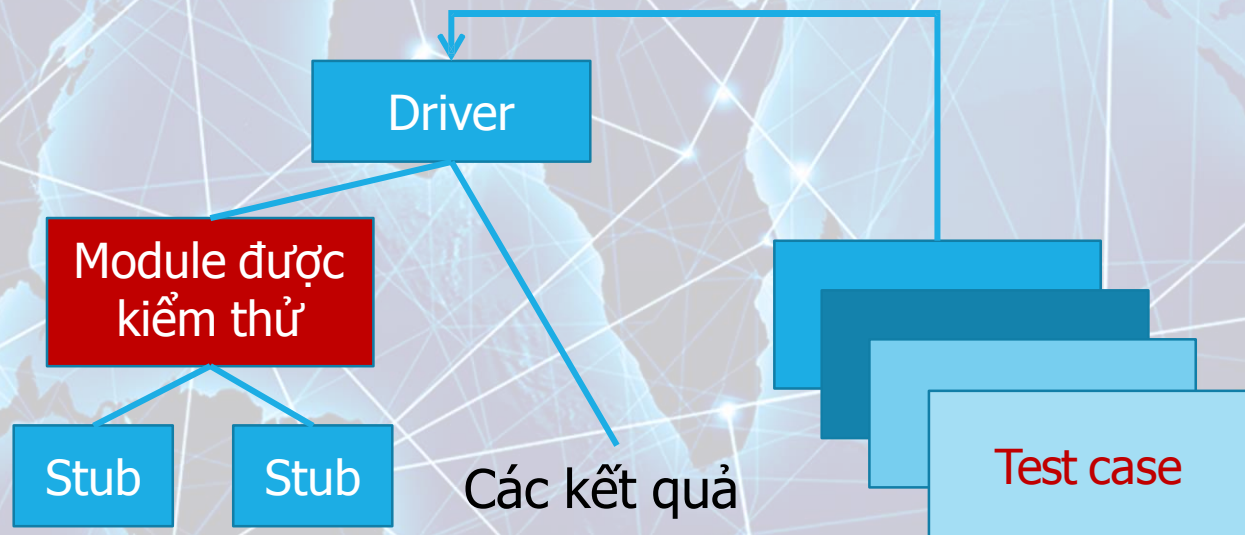 Driver
Module được
kiểm thử
Stub
Stub
Các kết quả
Test case